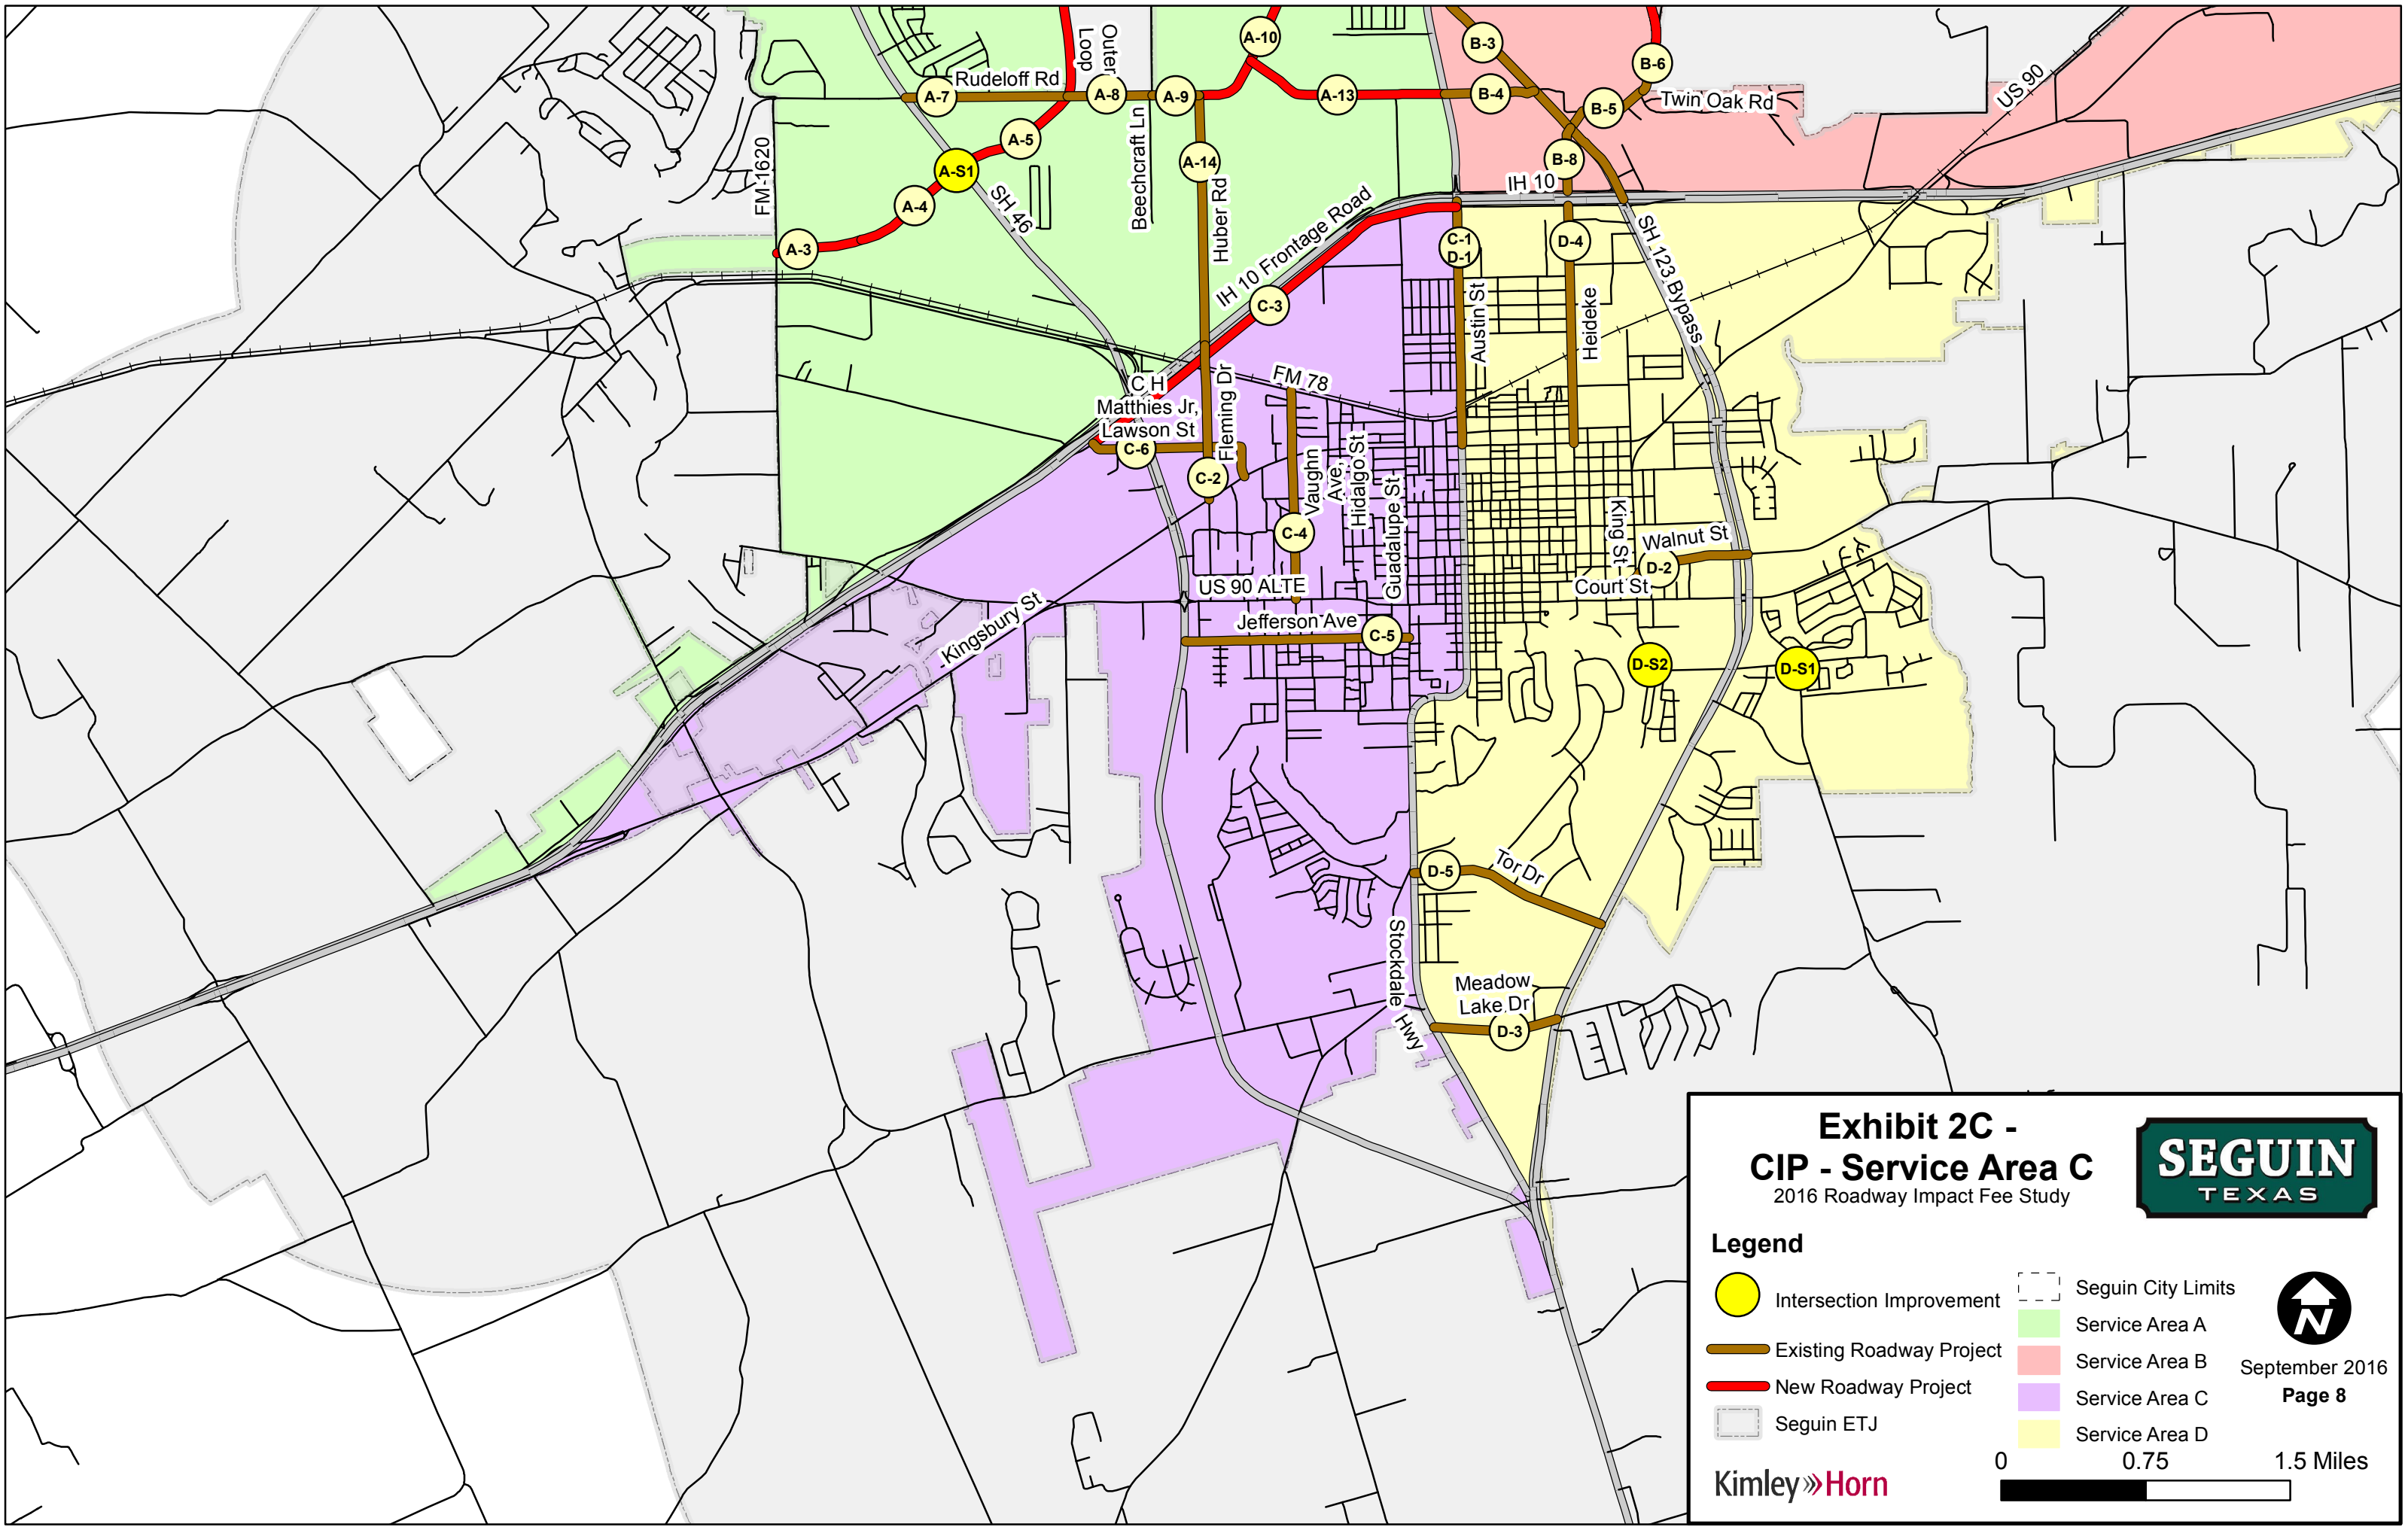 A-10
B-3
B-6
Outer
Loop
Rudeloff Rd
A-7
A-8
A-9
A-13
B-4
B-5
Twin Oak Rd
US 90
A-5
A-S1
A-14
B-8
FM-1620
A-4
SH 46
Beechcraft Ln
Huber Rd
IH 10
A-3
IH 10 Frontage Road
C-1
D-1
D-4
SH 123 Bypass
C-3
Austin St
Heideke
C H
Matthies Jr,
Lawson St
FM 78
Fleming Dr
C-6
C-2
Vaughn
Ave,
Hidalgo St
Guadalupe St
C-4
King St
Walnut St
D-2
Court St
US 90 ALTE
Kingsbury St
Jefferson Ave
C-5
D-S2
D-S1
D-5
Tor Dr
Stockdale
Hwy
Meadow
Lake Dr
D-3
Exhibit 2C -
CIP - Service Area C
2016 Roadway Impact Fee Study
SEGUIN
TEXAS
Legend
Intersection Improvement
Existing Roadway Project
New Roadway Project
Seguin ETJ
Seguin City Limits
Service Area A
Service Area B
Service Area C
Service Area D
N
September 2016
Page 8
0 0.75 1.5 Miles
Kimley Horn